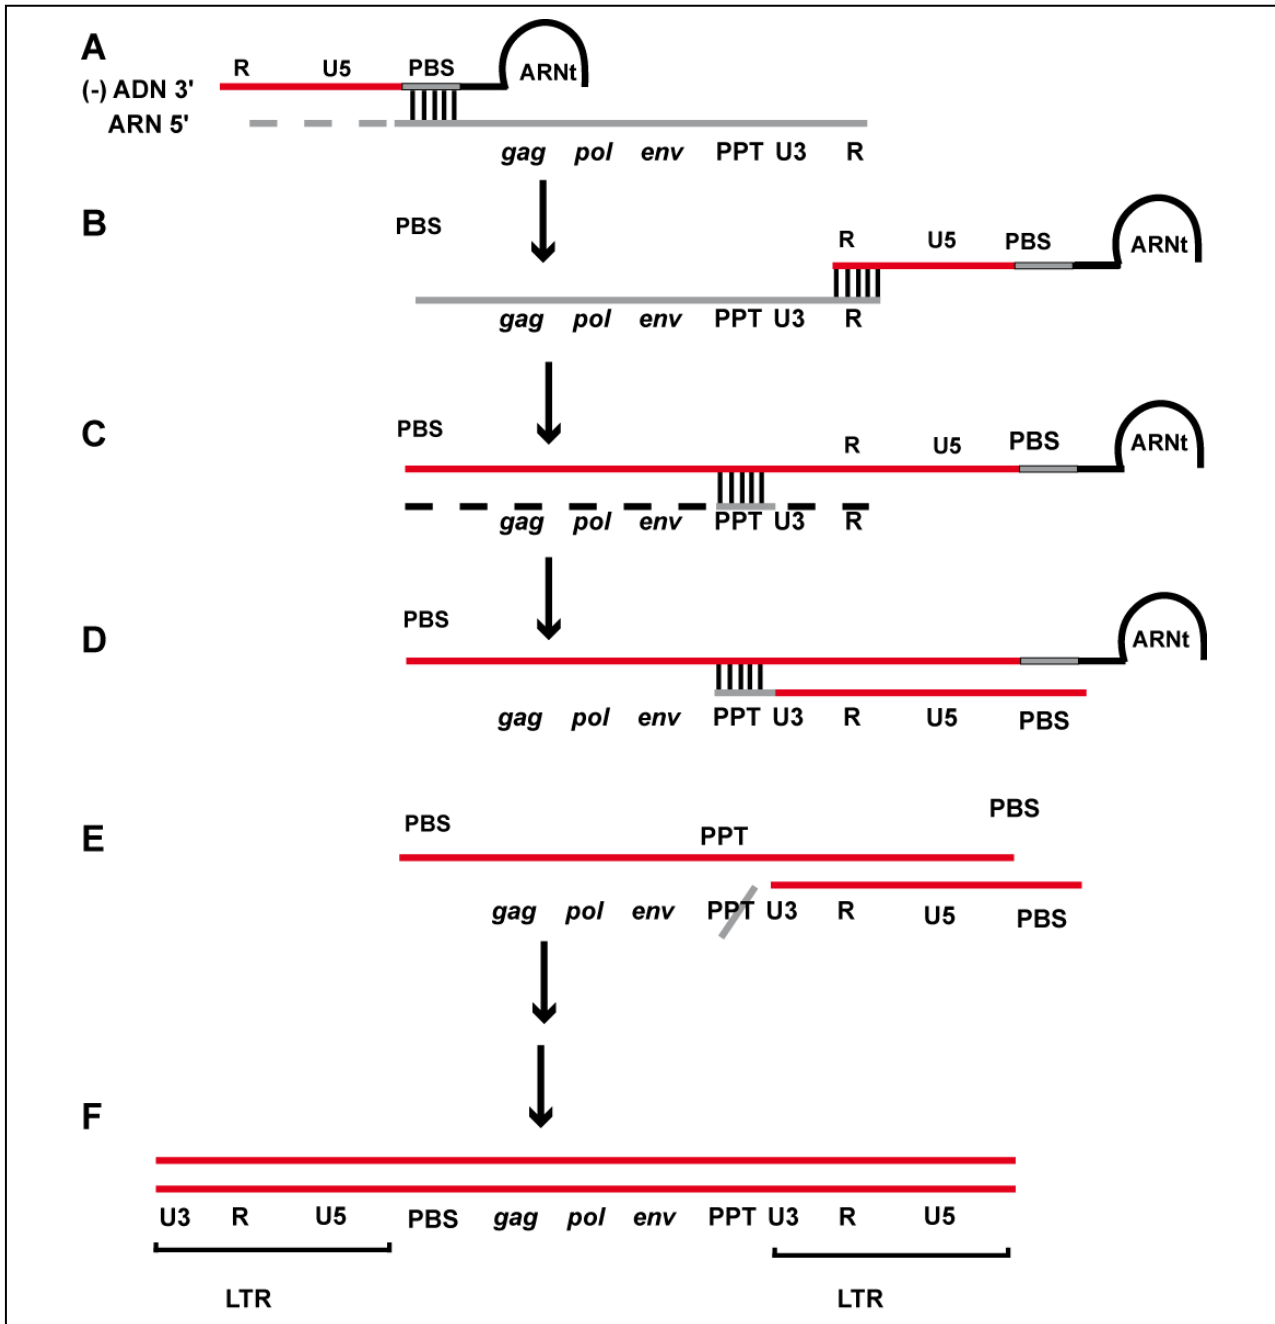 A
R U5 PBS ARNt
(-) ADN 3'
ARN 5'
gag pol env PPT U3 R
B
PBS R U5 PBS ARNt
gag pol env PPT U3 R
C
PBS R U5 PBS ARNt
gag pol env PPT U3 R
D
PBS ARNt
gag pol env PPT U3 R U5 PBS
E
PBS PPT PBS
gag pol env PPT U3 R U5 PBS
F
U3 R U5 PBS gag pol env PPT U3 R U5
LTR LTR